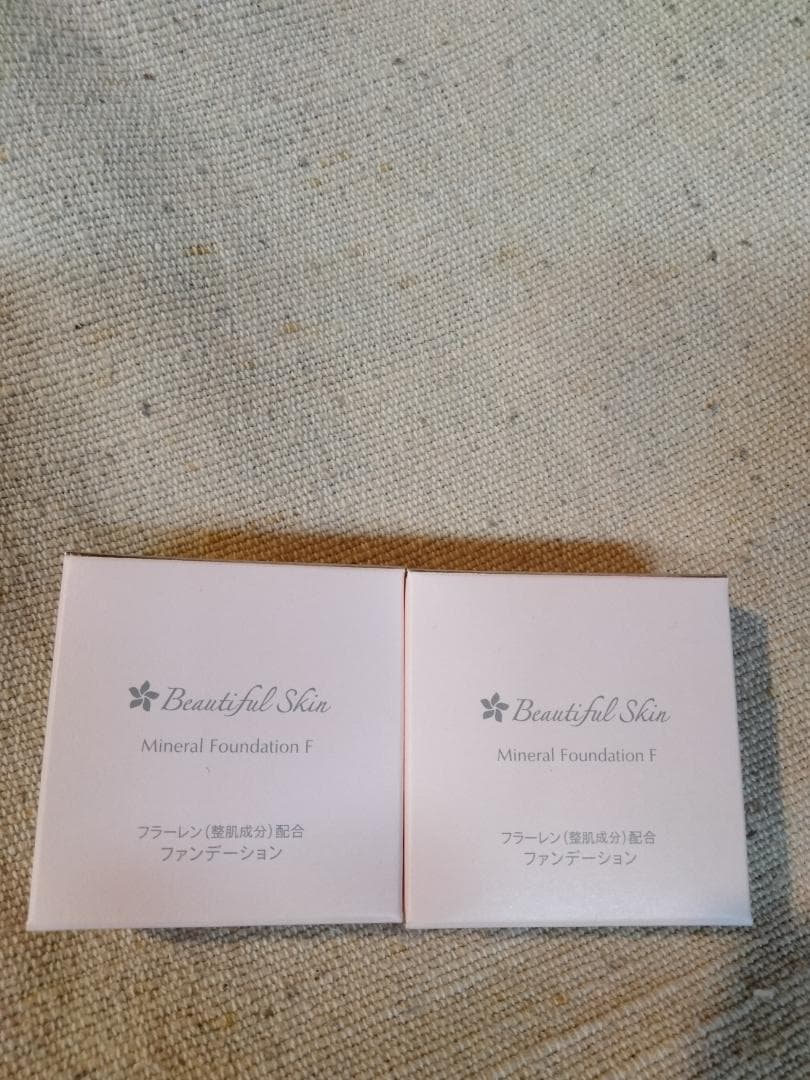 Beautiful Skin
Mineral Foundation F
フラーレン(整肌成分)配合
ファンデーション
Beautiful Skin
Mineral Foundation F
フラーレン(整肌成分)配合
ファンデーション